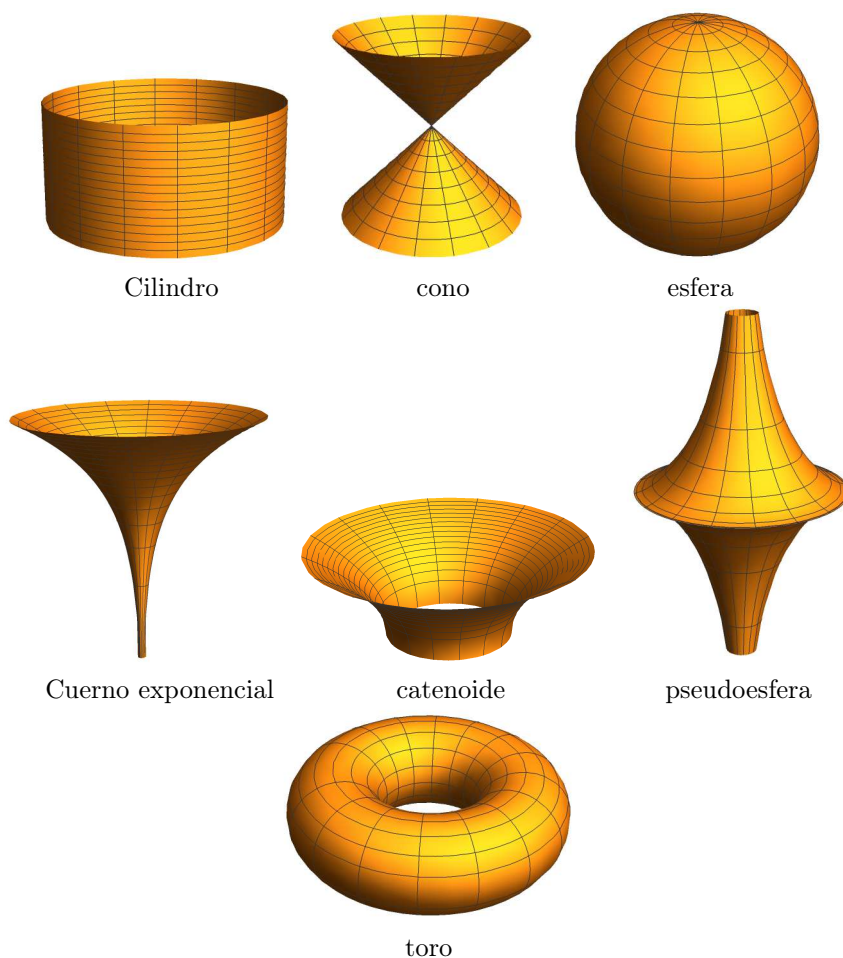 Cilindro
cono
esfera
Cuerno exponencial
catenoide
pseudoesfera
toro